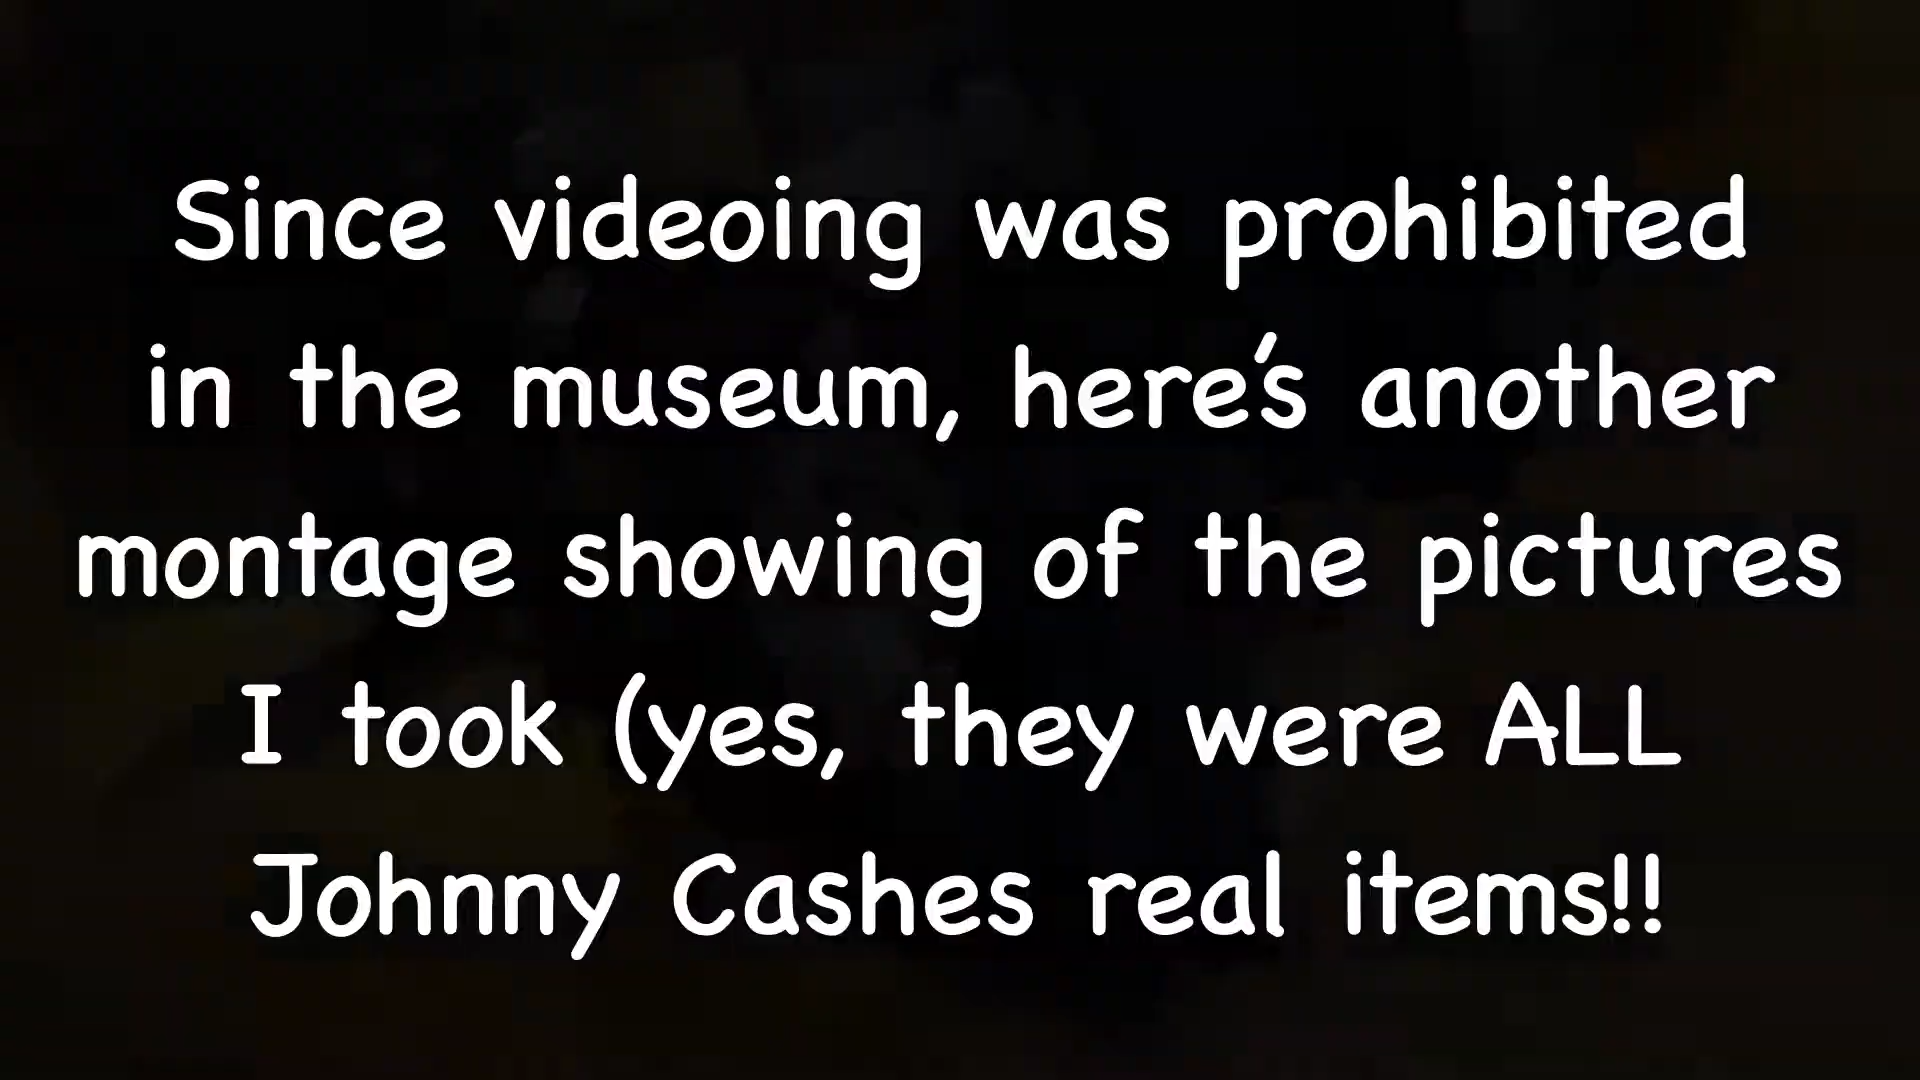 Since videoing was prohibited
in the museum, here's another
montage showing of the pictures
I took (yes, they were ALL
Johnny Cashes real items!!